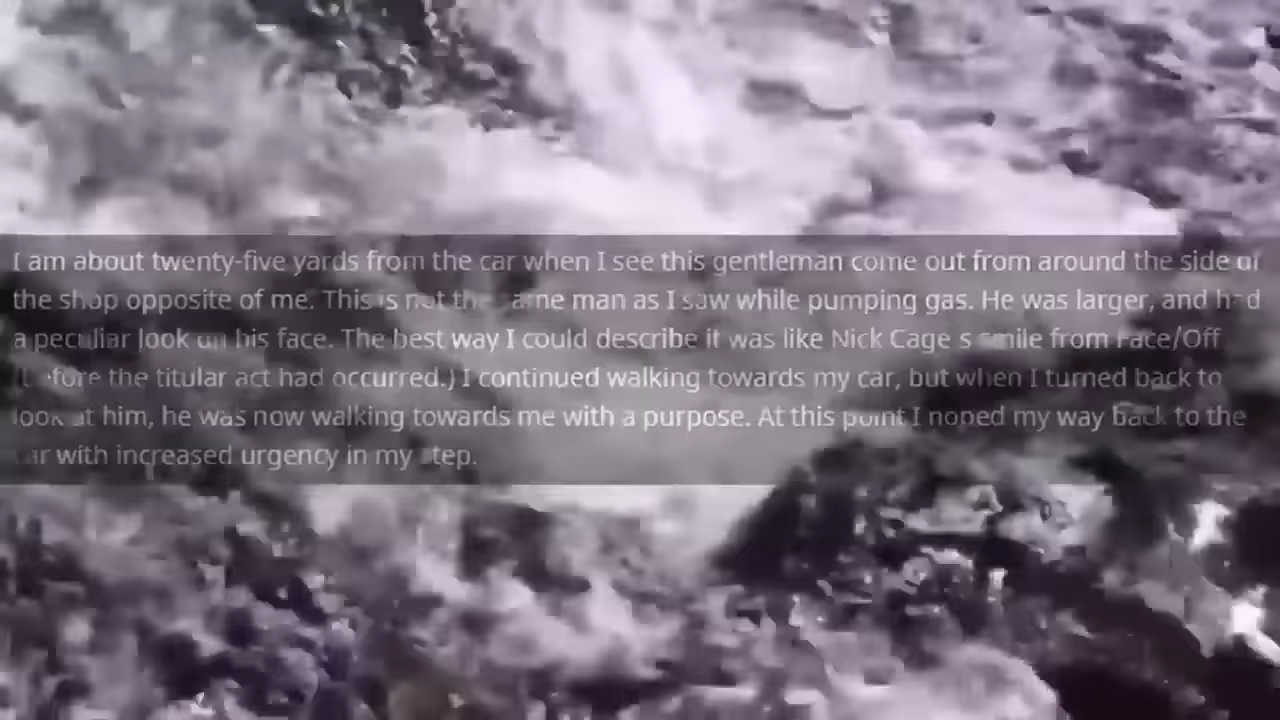 I am about twenty-five yards from the car when I see this gentleman come out from around the side of
the shop opposite of me. This is not the same man as I saw while pumping gas. He was larger, and had
a peculiar look on his face. The best way I could describe it was like Nick Cage s smile from Face/Off
(before the titular act had occurred.) I continued walking towards my car, but when I turned back to
look at him, he was now walking towards me with a purpose. At this point I noped my way back to the
car with increased urgency in my step.